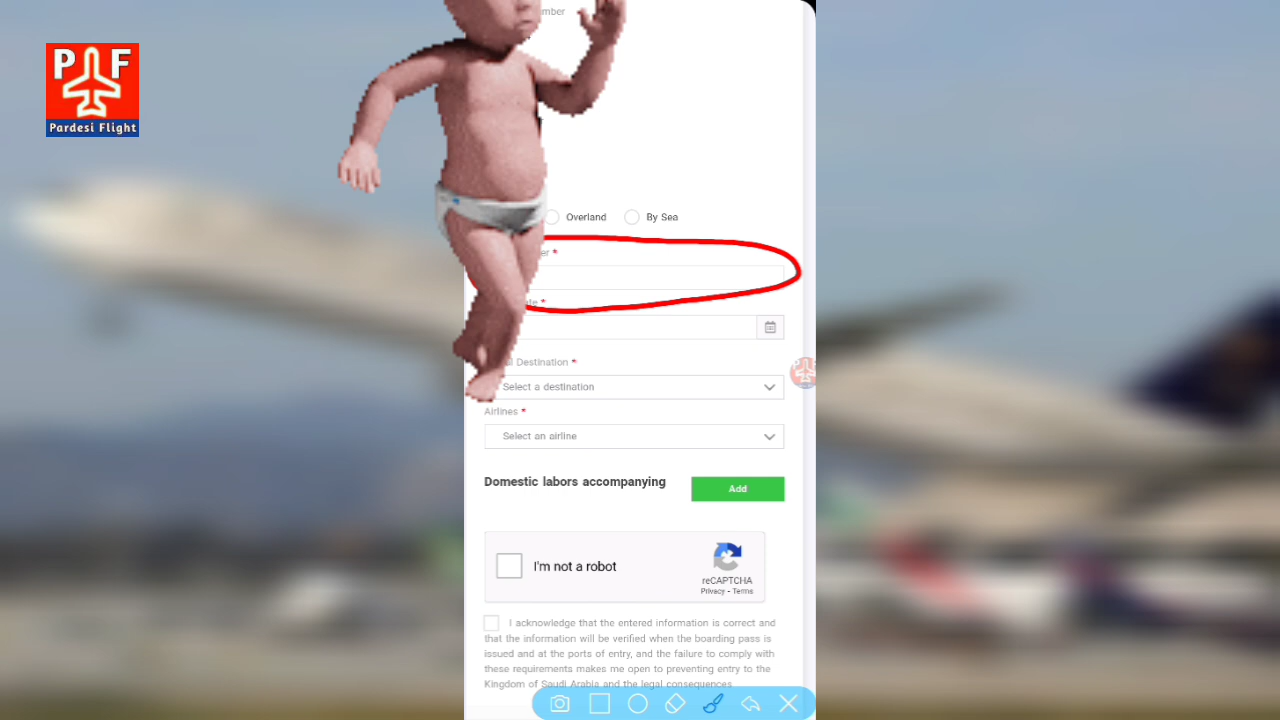 P F
Pardesi Flight
mber
Overland By Sea
er *
ate *
l Destination *
Select a destination
Airlines *
Select an airline
Domestic labors accompanying
Add
I'm not a robot
reCAPTCHA
Privacy - Terms
I acknowledge that the entered information is correct and
that the information will be verified when the boarding pass is
issued and at the ports of entry, and the failure to comply with
these requirements makes me open to preventing entry to the
Kingdom of Saudi Arabia and the legal consequences